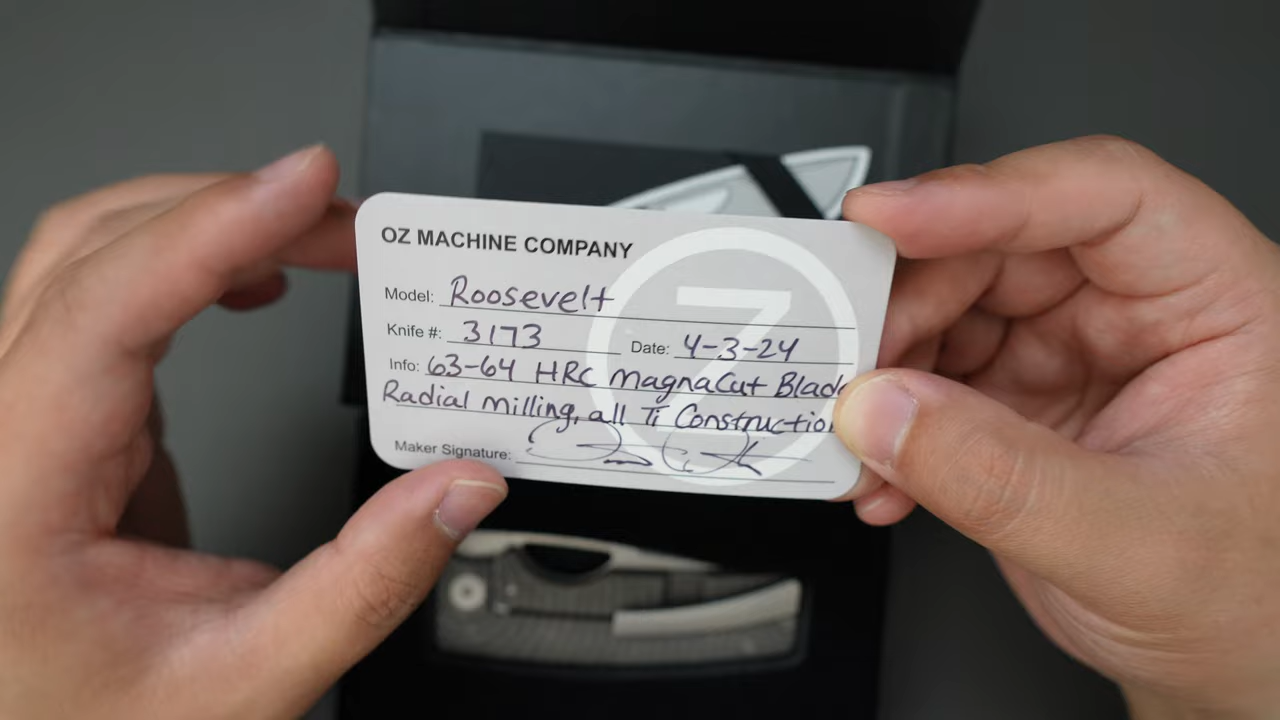 OZ MACHINE COMPANY
Model: Roosevelt
Knife #: 3173 Date: 4-3-24
Info: 63-64 HRC MagnaCut Blade
Radial milling, all Ti Construction
Maker Signature: